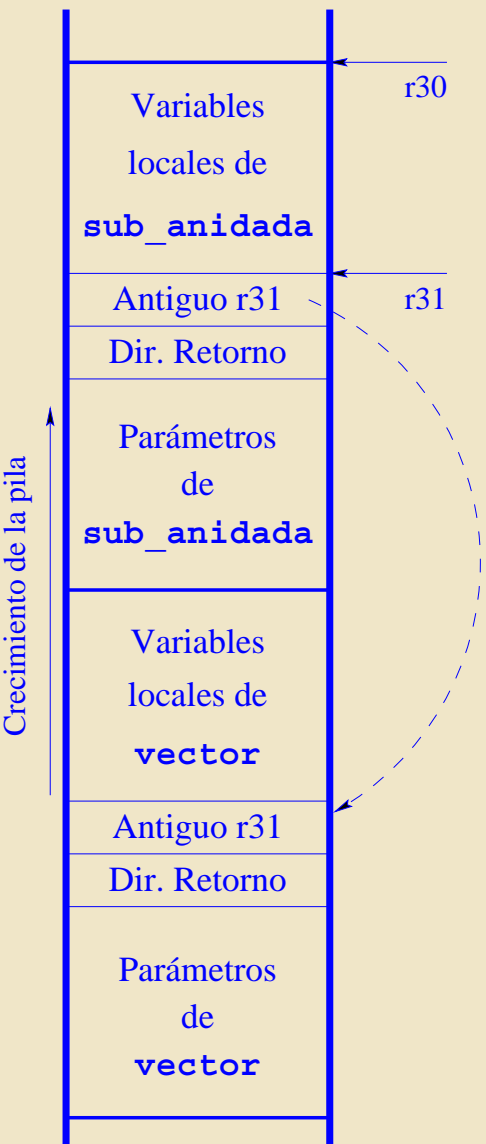 r30
Variables
locales de
sub_anidada
r31
Antiguo r31
Dir. Retorno
Parámetros
de
sub_anidada
Crecimiento de la pila
Variables
locales de
vector
Antiguo r31
Dir. Retorno
Parámetros
de
vector